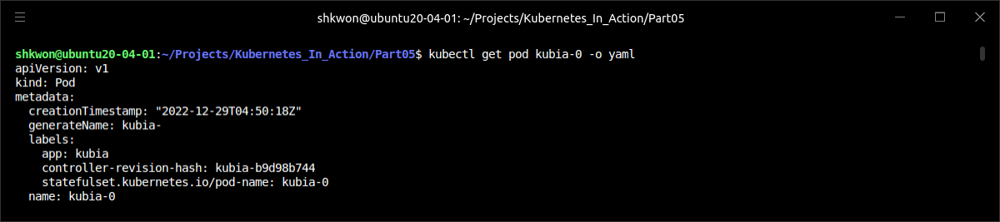 shkwon@ubuntu20-04-01: ~/Projects/Kubernetes_In_Action/Part05
shkwon@ubuntu20-04-01:~/Projects/Kubernetes_In_Action/Part05$ kubectl get pod kubia-0 -o yaml
apiVersion: v1
kind: Pod
metadata:
  creationTimestamp: "2022-12-29T04:50:18Z"
  generateName: kubia-
  labels:
    app: kubia
    controller-revision-hash: kubia-b9d98b744
    statefulset.kubernetes.io/pod-name: kubia-0
  name: kubia-0